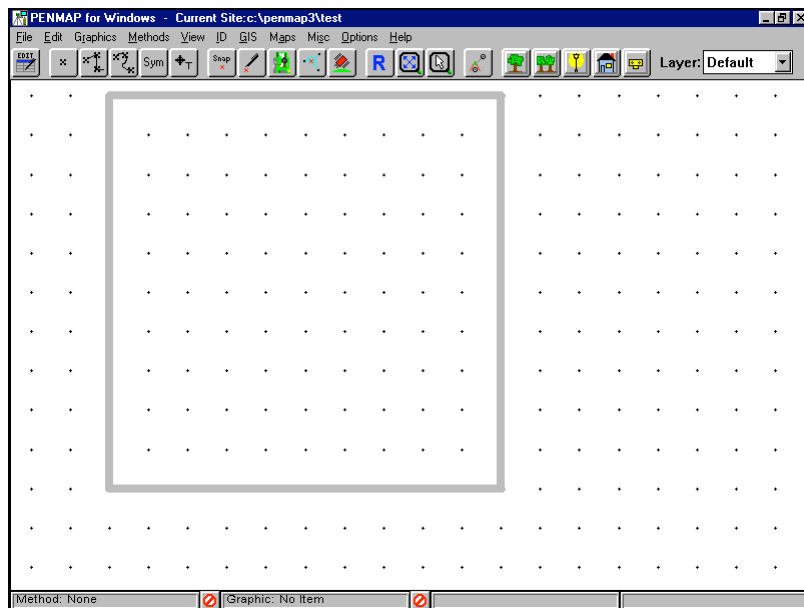 PENMAP for Windows - Current Site:c:\penmap3\test
File Edit Graphics Methods View ID GIS Maps Misc Options Help
EDIT Sym T Snap R Layer: Default
Method: None Graphic: No Item